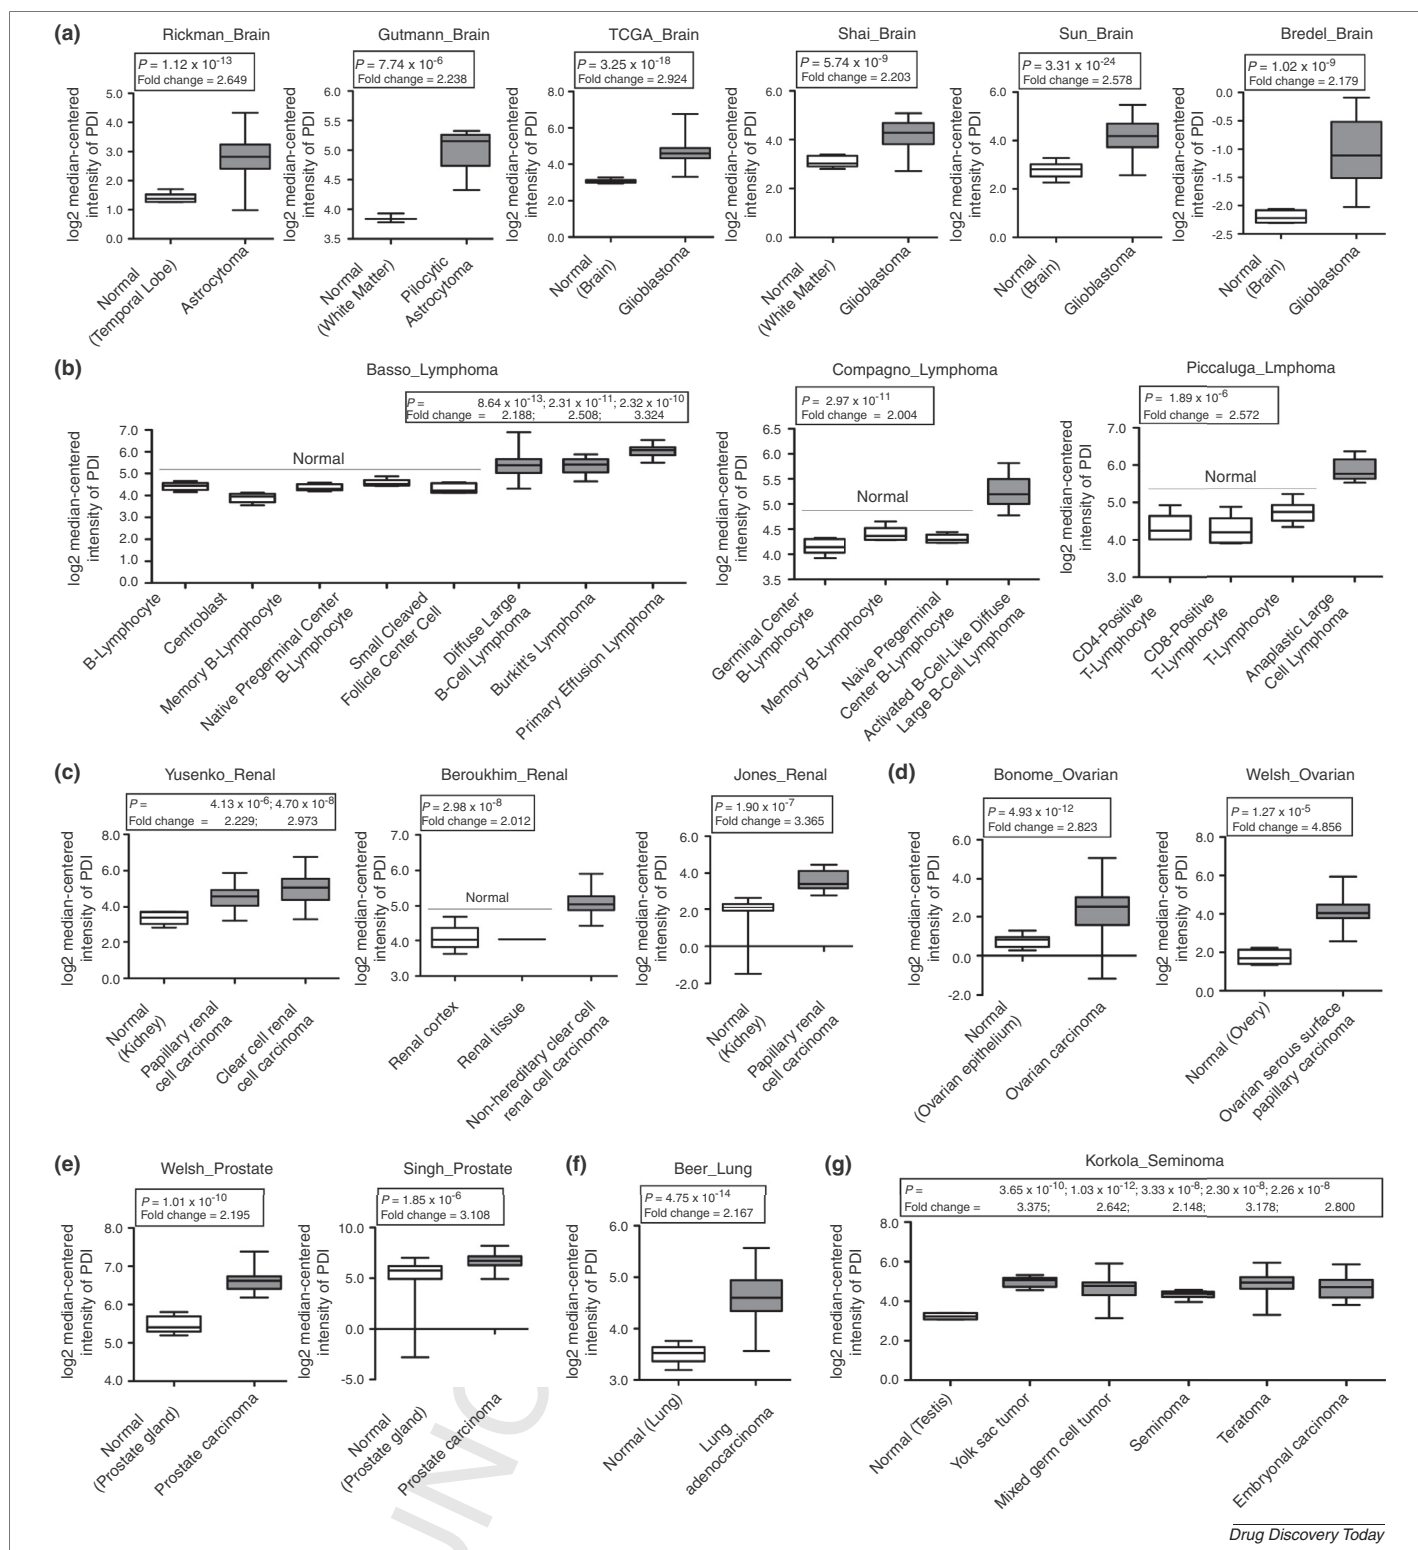 (a)
Rickman_Brain
P = 1.12 x 10-13
Fold change = 2.649
log2 median-centered
intensity of PDI
5.0
4.0
3.0
2.0
1.0
0.0
Normal
(Temporal Lobe)
Astrocytoma
Gutmann_Brain
P = 7.74 x 10-6
Fold change = 2.238
log2 median-centered
intensity of PDI
6.0
5.5
5.0
4.5
4.0
3.5
Normal
(White Matter)
Pilocytic
Astrocytoma
TCGA_Brain
P = 3.25 x 10-18
Fold change = 2.924
log2 median-centered
intensity of PDI
8.0
6.0
4.0
2.0
0.0
Normal
(Brain)
Glioblastoma
Shai_Brain
P = 5.74 x 10-9
Fold change = 2.203
log2 median-centered
intensity of PDI
6.0
4.0
2.0
0.0
Normal
(White Matter)
Glioblastoma
Sun_Brain
P = 3.31 x 10-24
Fold change = 2.578
log2 median-centered
intensity of PDI
6.0
4.0
2.0
0.0
Normal
(Brain)
Glioblastoma
Bredel_Brain
P = 1.02 x 10-9
Fold change = 2.179
log2 median-centered
intensity of PDI
0.0
-0.5
-1.0
-1.5
-2.0
-2.5
Normal
(Brain)
Glioblastoma
(b)
Basso_Lymphoma
P = 8.64 x 10-13; 2.31 x 10-11; 2.32 x 10-10
Fold change = 2.188; 2.508; 3.324
log2 median-centered
intensity of PDI
7.0
6.0
5.0
4.0
3.0
2.0
1.0
0.0
Normal
B-Lymphocyte
Centroblast
Memory B-Lymphocyte
Native Pregerminal Center
B-Lymphocyte
Small Cleaved
Follicle Center Cell
Diffuse Large
B-Cell Lymphoma
Burkitt's Lymphoma
Primary Effusion Lymphoma
Compagno_Lymphoma
P = 2.97 x 10-11
Fold change = 2.004
log2 median-centered
intensity of PDI
6.5
6.0
5.5
5.0
4.5
4.0
3.5
Normal
Germinal Center
B-Lymphocyte
Memory B-Lymphocyte
Naive Pregerminal
Center B-Lymphocyte
Activated B-Cell-Like Diffuse
Large B-Cell Lymphoma
Piccaluga_Lmphoma
P = 1.89 x 10-6
Fold change = 2.572
log2 median-centered
intensity of PDI
7.0
6.0
5.0
4.0
3.0
Normal
CD4-Positive
T-Lymphocyte
CD8-Positive
T-Lymphocyte
T-Lymphocyte
Anaplastic Large
Cell Lymphoma
(c)
Yusenko_Renal
P = 4.13 x 10-6; 4.70 x 10-8
Fold change = 2.229; 2.973
log2 median-centered
intensity of PDI
8.0
6.0
4.0
2.0
0.0
Normal
(Kidney)
Papillary renal
cell carcinoma
Clear cell renal
cell carcinoma
Beroukhim_Renal
P = 2.98 x 10-8
Fold change = 2.012
log2 median-centered
intensity of PDI
7.0
6.0
5.0
4.0
3.0
Normal
Renal cortex
Renal tissue
Non-hereditary clear cell
renal cell carcinoma
Jones_Renal
P = 1.90 x 10-7
Fold change = 3.365
log2 median-centered
intensity of PDI
6.0
4.0
2.0
0.0
-2.0
Normal
(Kidney)
Papillary renal
cell carcinoma
(d)
Bonome_Ovarian
P = 4.93 x 10-12
Fold change = 2.823
log2 median-centered
intensity of PDI
6.0
4.0
2.0
0.0
-2.0
Normal
(Ovarian epithelium)
Ovarian carcinoma
Welsh_Ovarian
P = 1.27 x 10-5
Fold change = 4.856
log2 median-centered
intensity of PDI
8.0
6.0
4.0
2.0
0.0
Normal (Overy)
Ovarian serous surface
papillary carcinoma
(e)
Welsh_Prostate
P = 1.01 x 10-10
Fold change = 2.195
log2 median-centered
intensity of PDI
8.0
7.0
6.0
5.0
4.0
Normal
(Prostate gland)
Prostate carcinoma
Singh_Prostate
P = 1.85 x 10-6
Fold change = 3.108
log2 median-centered
intensity of PDI
10.0
5.0
0.0
-5.0
Normal
(Prostate gland)
Prostate carcinoma
(f)
Beer_Lung
P = 4.75 x 10-14
Fold change = 2.167
log2 median-centered
intensity of PDI
6.0
5.0
4.0
3.0
Normal (Lung)
Lung
adenocarcinoma
(g)
Korkola_Seminoma
P = 3.65 x 10-10; 1.03 x 10-12; 3.33 x 10-8; 2.30 x 10-8; 2.26 x 10-8
Fold change = 3.375; 2.642; 2.148; 3.178; 2.800
log2 median-centered
intensity of PDI
8.0
6.0
4.0
2.0
0.0
Normal (Testis)
Yolk sac tumor
Mixed germ cell tumor
Seminoma
Teratoma
Embryonal carcinoma
UNC
Drug Discovery Today